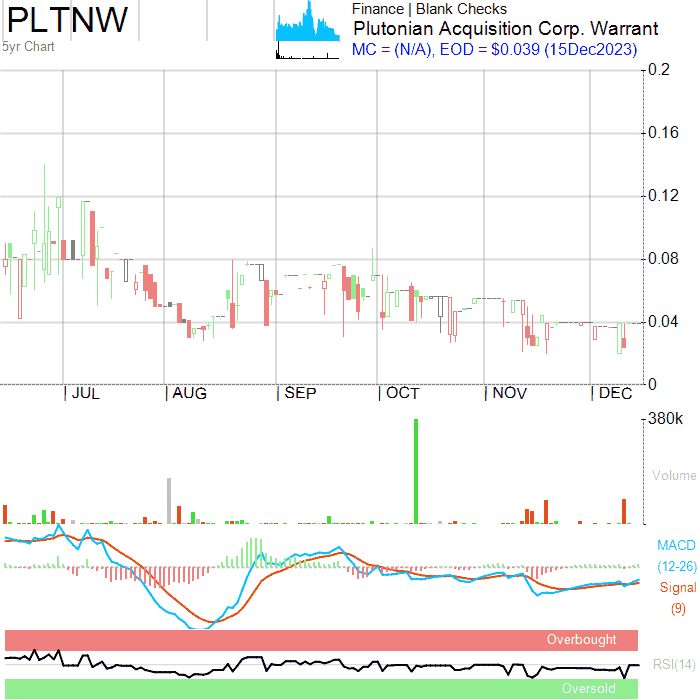 PLTNW
5yr Chart
Finance | Blank Checks
Plutonian Acquisition Corp. Warrant
MC = (N/A), EOD = $0.039 (15Dec2023)
0.2
0.16
0.12
0.08
0.04
0
JUL
AUG
SEP
OCT
NOV
DEC
380k
Volume
MACD
(12-26)
Signal
(9)
Overbought
RSI(14)
Oversold